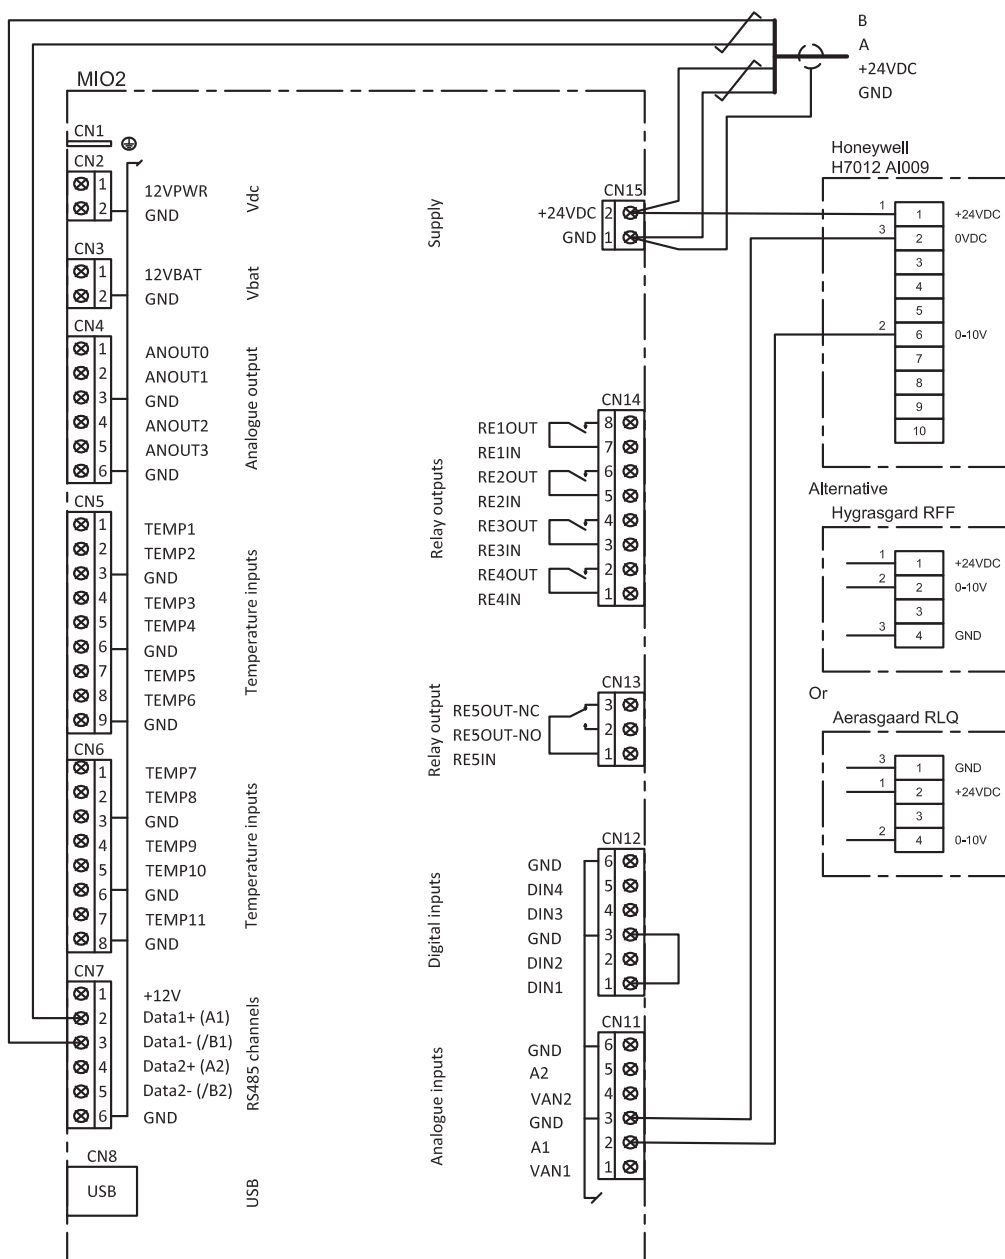 B
A
+24VDC
GND
MIO2
CN1
CN2
1 12VPWR
2 GND
Vdc
CN3
1 12VBAT
2 GND
Vbat
CN4
1 ANOUT0
2 ANOUT1
3 GND
4 ANOUT2
5 ANOUT3
6 GND
Analogue output
CN5
1 TEMP1
2 TEMP2
3 GND
4 TEMP3
5 TEMP4
6 GND
7 TEMP5
8 TEMP6
9 GND
Temperature inputs
CN6
1 TEMP7
2 TEMP8
3 GND
4 TEMP9
5 TEMP10
6 GND
7 TEMP11
8 GND
Temperature inputs
CN7
1 +12V
2 Data1+ (A1)
3 Data1- (/B1)
4 Data2+ (A2)
5 Data2- (/B2)
6 GND
RS485 channels
CN8
USB
USB
Supply
CN15
+24VDC 2
GND 1
Relay outputs
CN14
RE1OUT 8
RE1IN 7
RE2OUT 6
RE2IN 5
RE3OUT 4
RE3IN 3
RE4OUT 2
RE4IN 1
Relay output
CN13
RE5OUT-NC 3
RE5OUT-NO 2
RE5IN 1
Digital inputs
CN12
GND 6
DIN4 5
DIN3 4
GND 3
DIN2 2
DIN1 1
Analogue inputs
CN11
GND 6
A2 5
VAN2 4
GND 3
A1 2
VAN1 1
Honeywell
H7012 AI009
1 1 +24VDC
3 2 0VDC
3
4
5
2 6 0-10V
7
8
9
10
Alternative
Hygrasgard RFF
1 1 +24VDC
2 2 0-10V
3
3 4 GND
Or
Aerasgaard RLQ
3 1 GND
1 2 +24VDC
3
2 4 0-10V